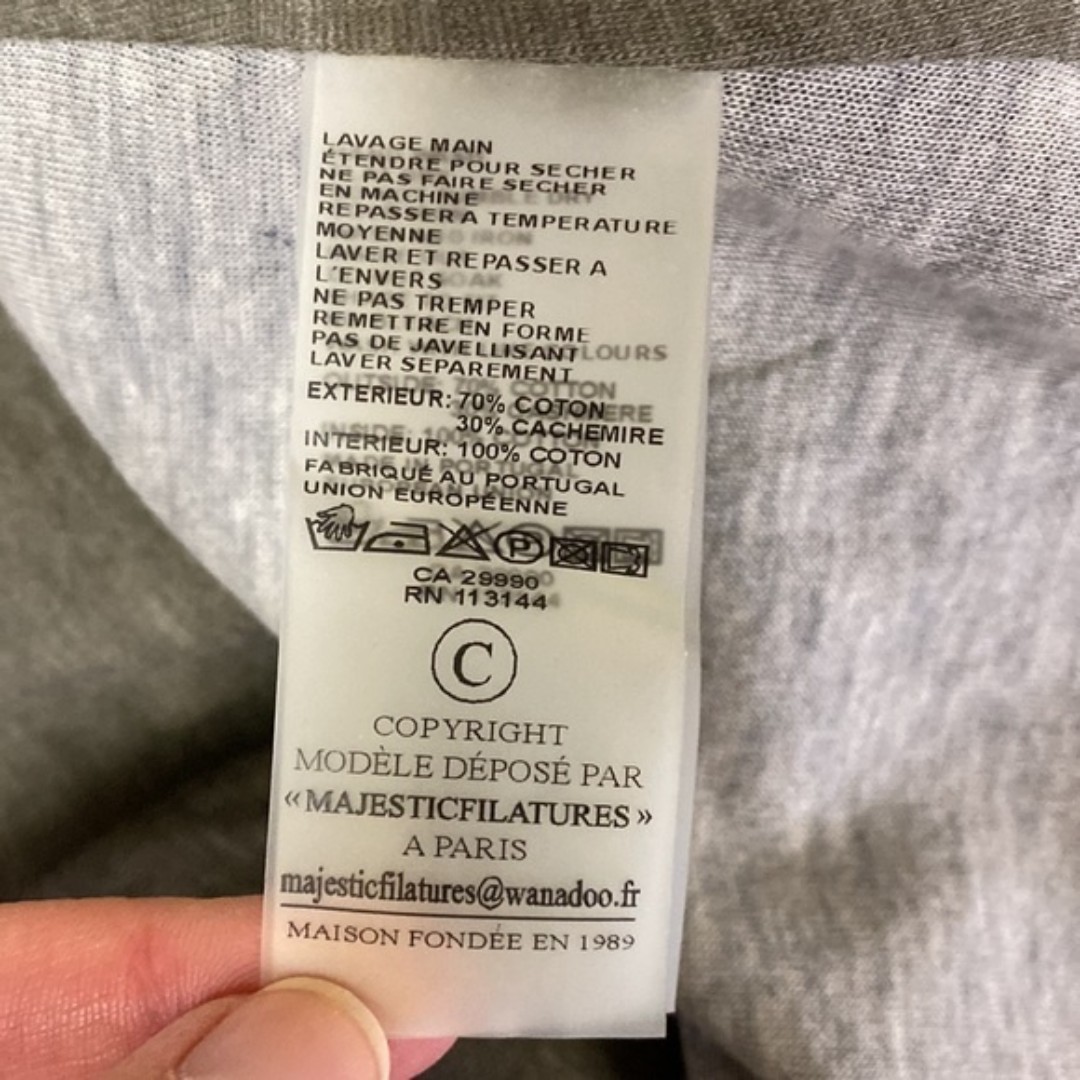 LAVAGE MAIN
ÉTENDRE POUR SECHER
NE PAS FAIRE SECHER
EN MACHINE
REPASSER A TEMPERATURE
MOYENNE
LAVER ET REPASSER A
L'ENVERS
NE PAS TREMPER
REMETTRE EN FORME
PAS DE JAVELLISANT
LAVER SEPAREMENT
EXTERIEUR: 70% COTON
30% CACHEMIRE
INTERIEUR: 100% COTON
FABRIQUÉ AU PORTUGAL
UNION EUROPÉENNE
P
CA 29990
RN 113144
C
COPYRIGHT
MODÈLE DÉPOSÉ PAR
« MAJESTICFILATURES »
A PARIS
majesticfilatures@wanadoo.fr
MAISON FONDÉE EN 1989